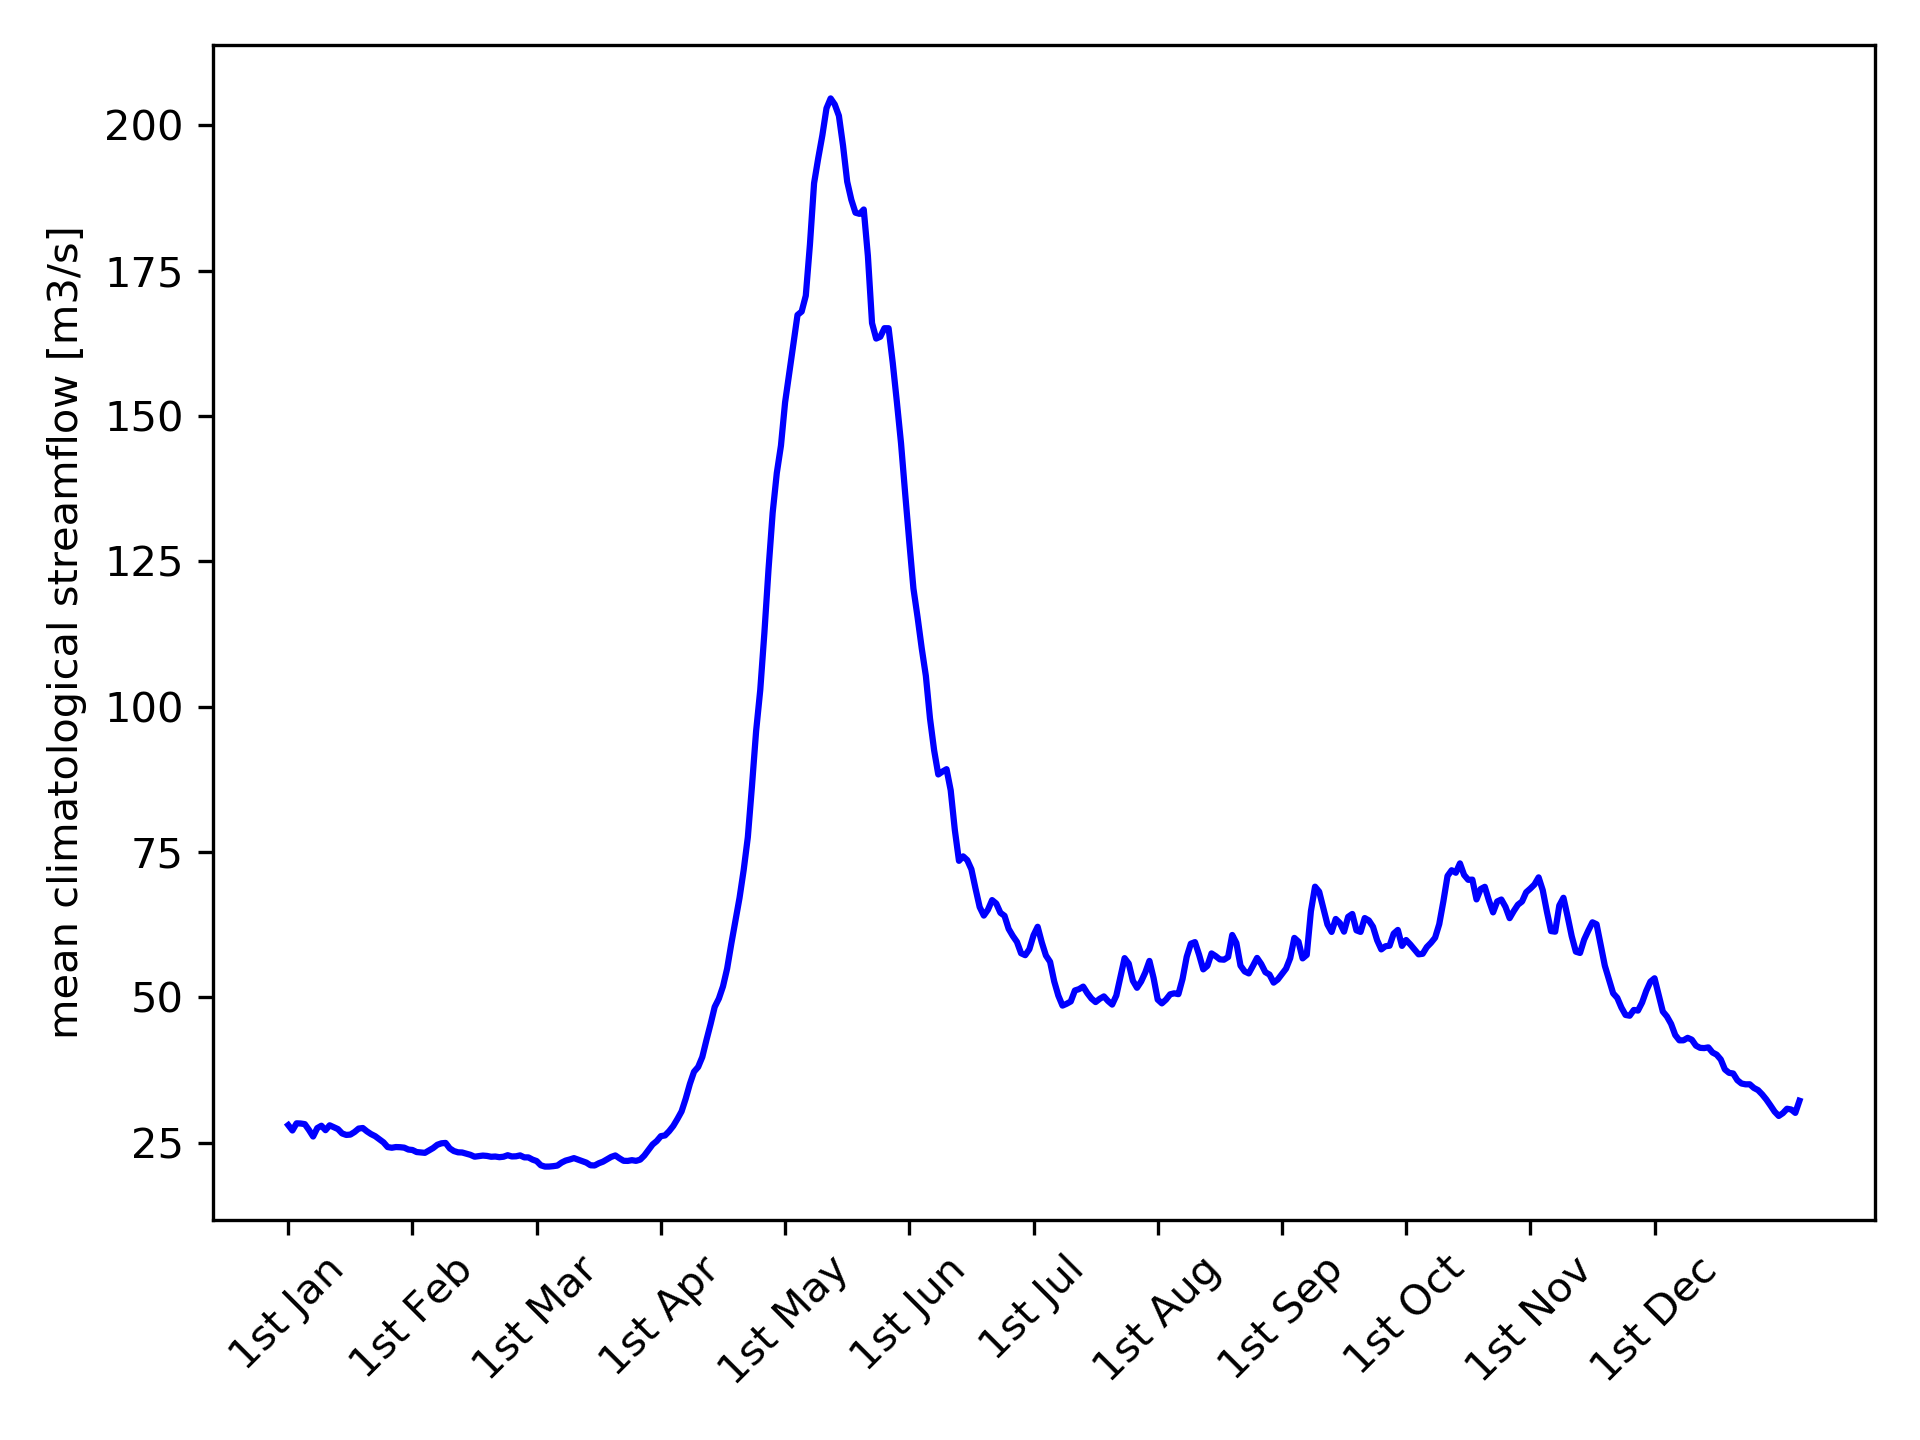 mean climatological streamflow [m3/s]
200
175
150
125
100
75
50
25
1st Jan
1st Feb
1st Mar
1st Apr
1st May
1st Jun
1st Jul
1st Aug
1st Sep
1st Oct
1st Nov
1st Dec